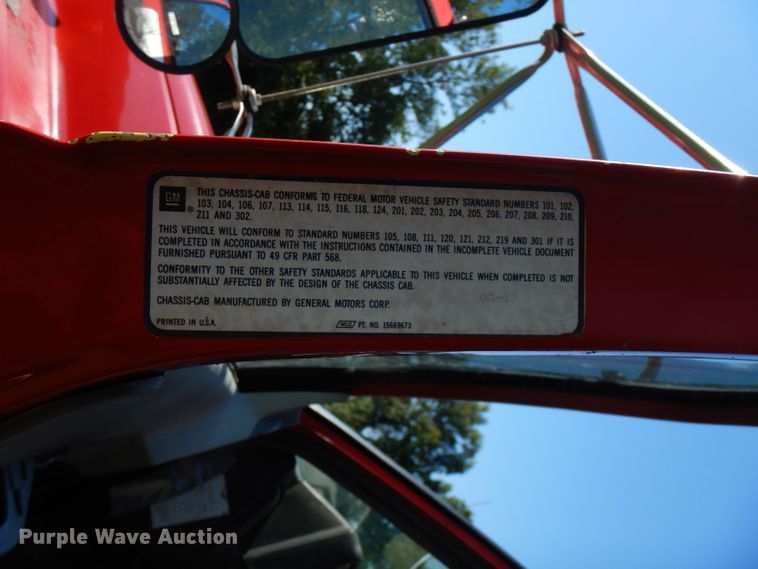 GM
THIS CHASSIS-CAB CONFORMS TO FEDERAL MOTOR VEHICLE SAFETY STANDARD NUMBERS 101, 102,
® 103, 104, 106, 107, 113, 114, 115, 116, 118, 124, 201, 202, 203, 204, 205, 206, 207, 208, 209, 210,
211 AND 302.
THIS VEHICLE WILL CONFORM TO STANDARD NUMBERS 105, 108, 111, 120, 121, 212, 219 AND 301 IF IT IS
COMPLETED IN ACCORDANCE WITH THE INSTRUCTIONS CONTAINED IN THE INCOMPLETE VEHICLE DOCUMENT
FURNISHED PURSUANT TO 49 CFR PART 568.
CONFORMITY TO THE OTHER SAFETY STANDARDS APPLICABLE TO THIS VEHICLE WHEN COMPLETED IS NOT
SUBSTANTIALLY AFFECTED BY THE DESIGN OF THE CHASSIS CAB.
CHASSIS-CAB MANUFACTURED BY GENERAL MOTORS CORP.
PRINTED IN U.S.A. PT. NO. 15669673
Purple Wave Auction